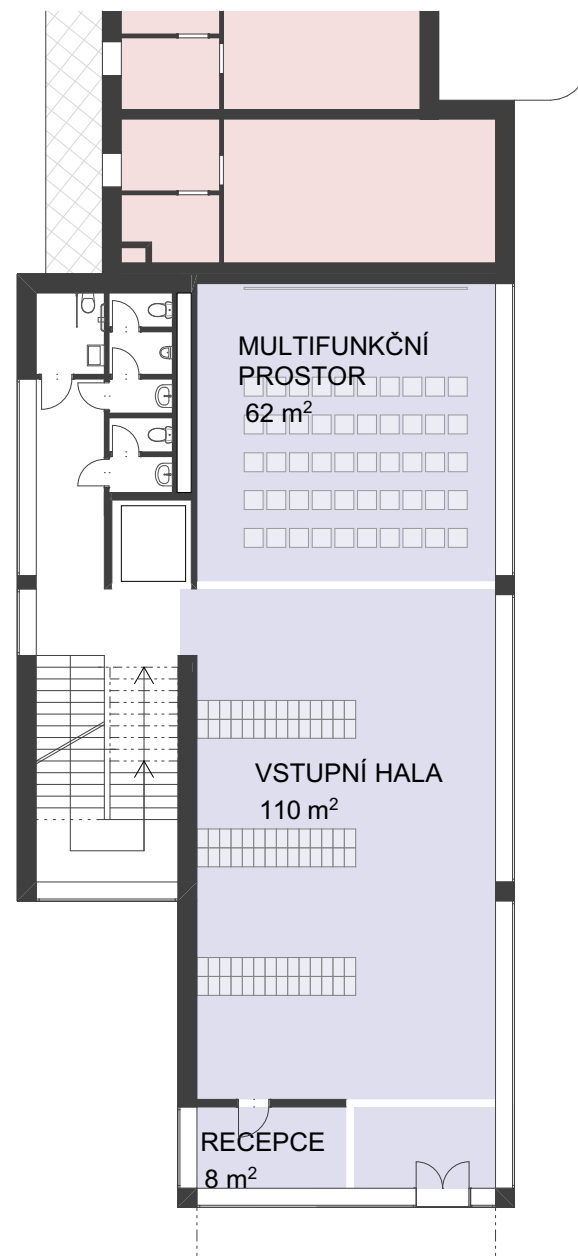 MULTIFUNKČNÍ
PROSTOR
62 m²
VSTUPNÍ HALA
110 m²
RECEPCE
8 m²